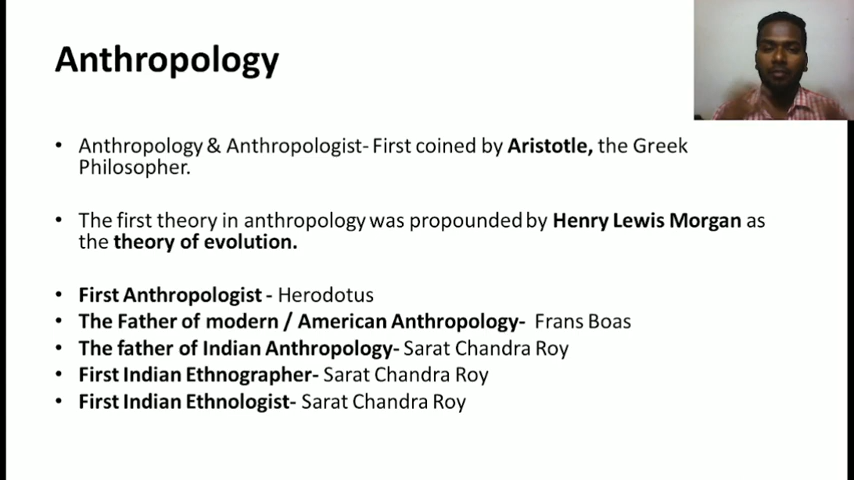 Anthropology
• Anthropology & Anthropologist- First coined by Aristotle, the Greek
Philosopher.
• The first theory in anthropology was propounded by Henry Lewis Morgan as
the theory of evolution.
• First Anthropologist - Herodotus
• The Father of modern / American Anthropology- Frans Boas
• The father of Indian Anthropology- Sarat Chandra Roy
• First Indian Ethnographer- Sarat Chandra Roy
• First Indian Ethnologist- Sarat Chandra Roy